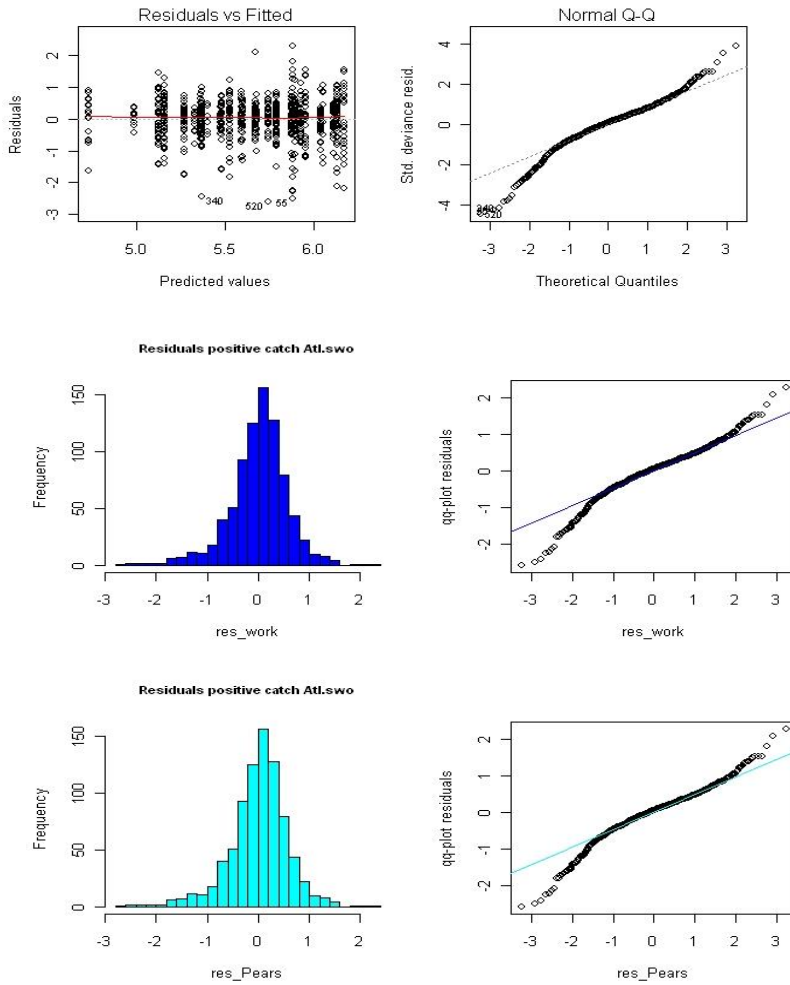 Residuals vs Fitted
Residuals
2
1
0
-1
-2
-3
340
520
55
5.0 5.5 6.0
Predicted values
Normal Q-Q
Std. deviance resid.
4
2
0
-2
-4
340
520
-3 -2 -1 0 1 2 3
Theoretical Quantiles
Residuals positive catch Atl.swo
Frequency
150
100
50
0
-3 -2 -1 0 1 2
res_work
qq-plot residuals
2
1
0
-1
-2
-3 -2 -1 0 1 2 3
res_work
Residuals positive catch Atl.swo
Frequency
150
100
50
0
-3 -2 -1 0 1 2
res_Pears
qq-plot residuals
2
1
0
-1
-2
-3 -2 -1 0 1 2 3
res_Pears